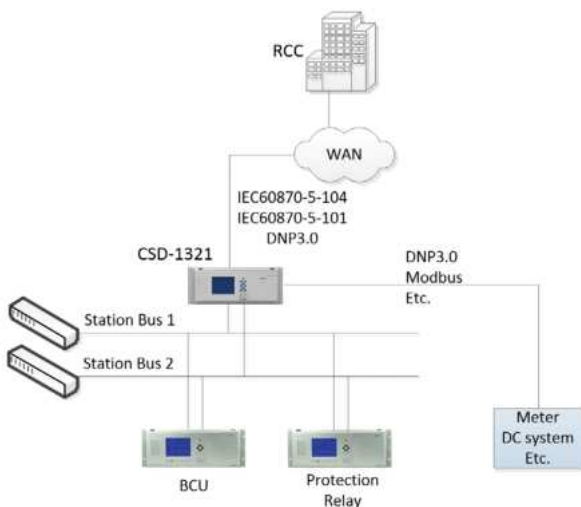 RCC
WAN
IEC60870-5-104
IEC60870-5-101
DNP3.0
CSD-1321
DNP3.0
Modbus
Etc.
Station Bus 1
Station Bus 2
BCU
Protection
Relay
Meter
DC system
Etc.